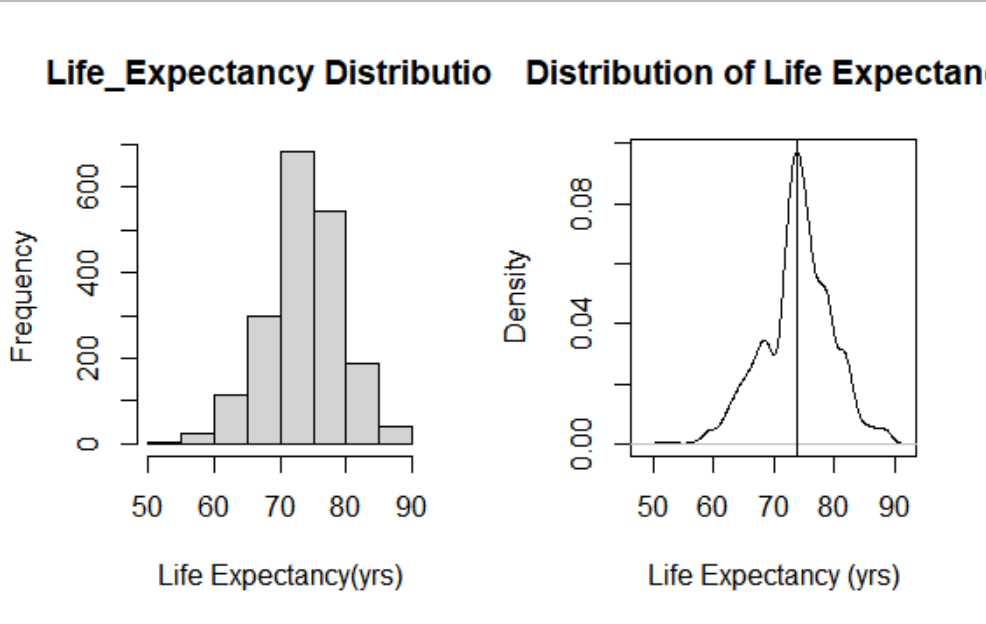 Life_Expectancy Distributio
Frequency
600
400
200
0
50 60 70 80 90
Life Expectancy(yrs)
Distribution of Life Expectan
Density
0.08
0.04
0.00
50 60 70 80 90
Life Expectancy (yrs)